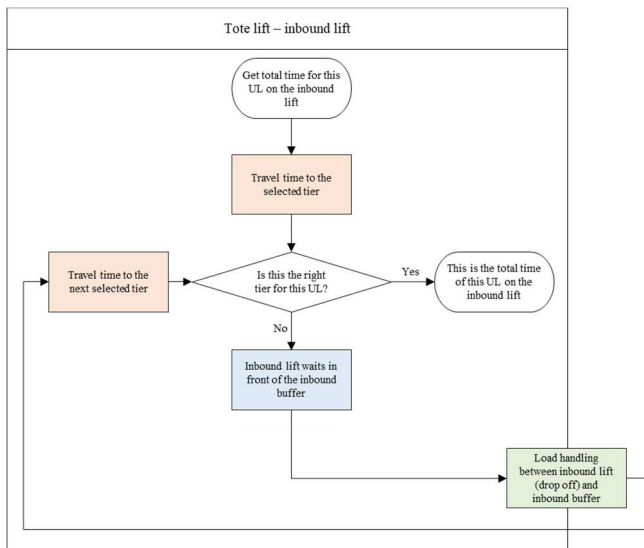 Tote lift – inbound lift
Get total time for this
UL on the inbound
lift
Travel time to the
selected tier
Travel time to the
next selected tier
Is this the right
tier for this UL?
Yes
This is the total time
of this UL on the
inbound lift
No
Inbound lift waits in
front of the inbound
buffer
Load handling
between inbound lift
(drop off) and
inbound buffer